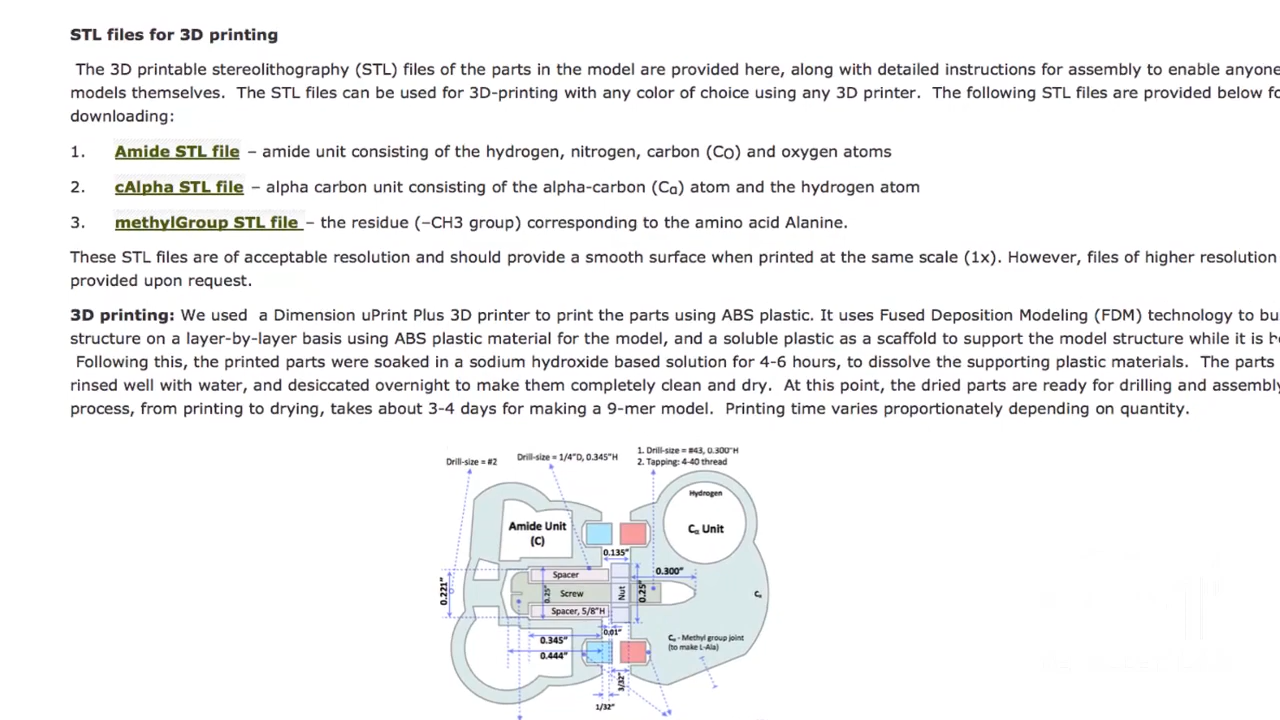 STL files for 3D printing
The 3D printable stereolithography (STL) files of the parts in the model are provided here, along with detailed instructions for assembly to enable anyone
models themselves. The STL files can be used for 3D-printing with any color of choice using any 3D printer. The following STL files are provided below fo
downloading:
1. Amide STL file – amide unit consisting of the hydrogen, nitrogen, carbon (CO) and oxygen atoms
2. cAlpha STL file – alpha carbon unit consisting of the alpha-carbon (Cα) atom and the hydrogen atom
3. methylGroup STL file – the residue (–CH3 group) corresponding to the amino acid Alanine.
These STL files are of acceptable resolution and should provide a smooth surface when printed at the same scale (1x). However, files of higher resolution
provided upon request.
3D printing: We used a Dimension uPrint Plus 3D printer to print the parts using ABS plastic. It uses Fused Deposition Modeling (FDM) technology to bu
structure on a layer-by-layer basis using ABS plastic material for the model, and a soluble plastic as a scaffold to support the model structure while it is b
Following this, the printed parts were soaked in a sodium hydroxide based solution for 4-6 hours, to dissolve the supporting plastic materials. The parts
rinsed well with water, and desiccated overnight to make them completely clean and dry. At this point, the dried parts are ready for drilling and assembly
process, from printing to drying, takes about 3-4 days for making a 9-mer model. Printing time varies proportionately depending on quantity.
Drill-size = #2
Drill-size = 1/4"D, 0.345"H
1. Drill-size = #43, 0.300"H
2. Tapping: 4-40 thread
Hydrogen
Amide Unit
(C)
Cα Unit
0.135"
0.300"
Spacer
0.221"
0.25"
Screw
Nut
0.25"
Cα
Spacer, 5/8"H
0.01"
0.345"
0.444"
Cα - Methyl group joint
(to make L-Ala)
3/32"
1/32"